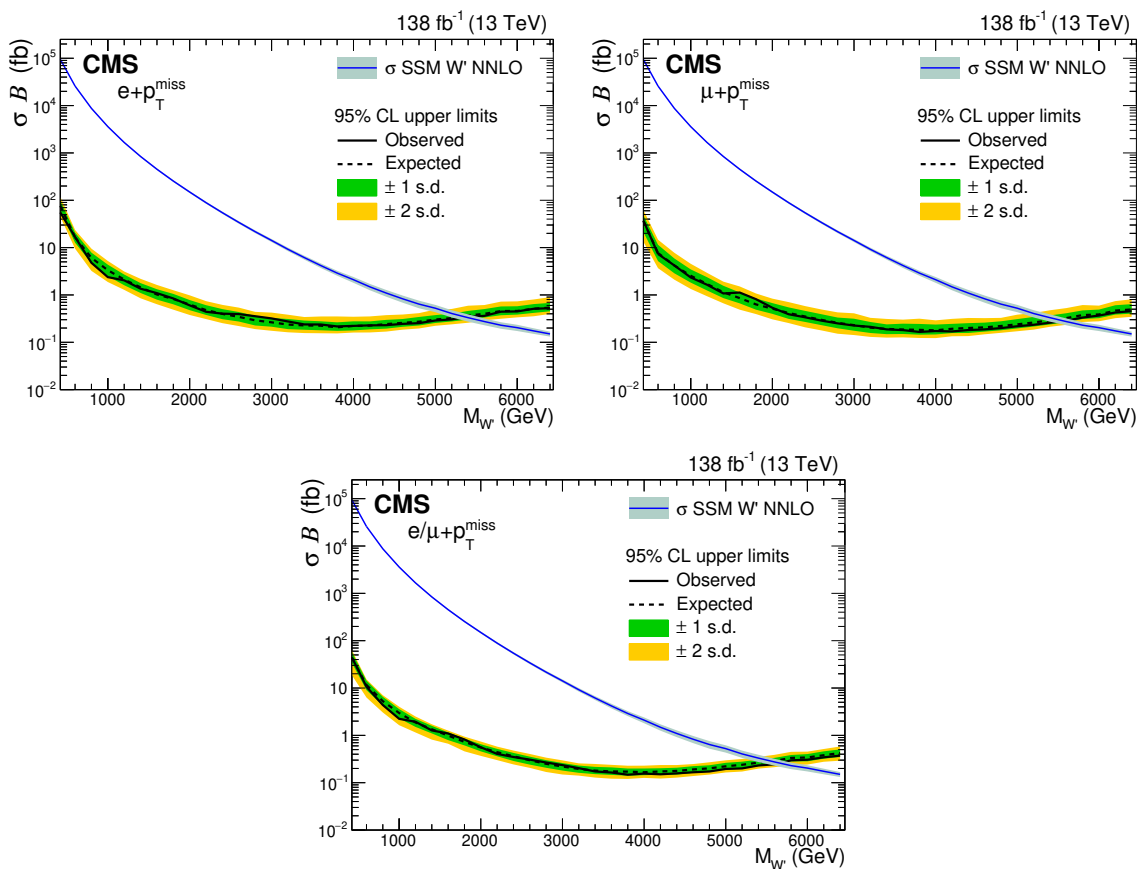 138 fb⁻¹ (13 TeV)
σ B (fb)
CMS
e+p_T^miss
σ SSM W' NNLO
95% CL upper limits
Observed
Expected
± 1 s.d.
± 2 s.d.
10⁵
10⁴
10³
10²
10
1
10⁻¹
10⁻²
1000 2000 3000 4000 5000 6000
M_W' (GeV)
138 fb⁻¹ (13 TeV)
σ B (fb)
CMS
μ+p_T^miss
σ SSM W' NNLO
95% CL upper limits
Observed
Expected
± 1 s.d.
± 2 s.d.
10⁵
10⁴
10³
10²
10
1
10⁻¹
10⁻²
1000 2000 3000 4000 5000 6000
M_W' (GeV)
138 fb⁻¹ (13 TeV)
σ B (fb)
CMS
e/μ+p_T^miss
σ SSM W' NNLO
95% CL upper limits
Observed
Expected
± 1 s.d.
± 2 s.d.
10⁵
10⁴
10³
10²
10
1
10⁻¹
10⁻²
1000 2000 3000 4000 5000 6000
M_W' (GeV)